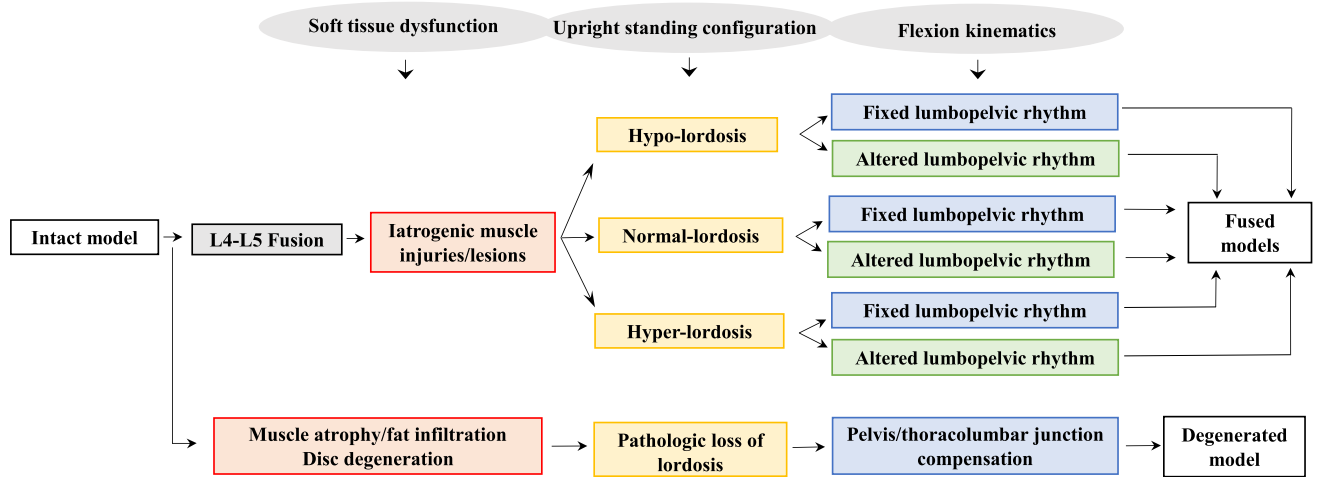 Soft tissue dysfunction
Upright standing configuration
Flexion kinematics
Intact model
L4-L5 Fusion
Iatrogenic muscle
injuries/lesions
Hypo-lordosis
Normal-lordosis
Hyper-lordosis
Fixed lumbopelvic rhythm
Altered lumbopelvic rhythm
Fixed lumbopelvic rhythm
Altered lumbopelvic rhythm
Fixed lumbopelvic rhythm
Altered lumbopelvic rhythm
Fused
models
Muscle atrophy/fat infiltration
Disc degeneration
Pathologic loss of
lordosis
Pelvis/thoracolumbar junction
compensation
Degenerated
model